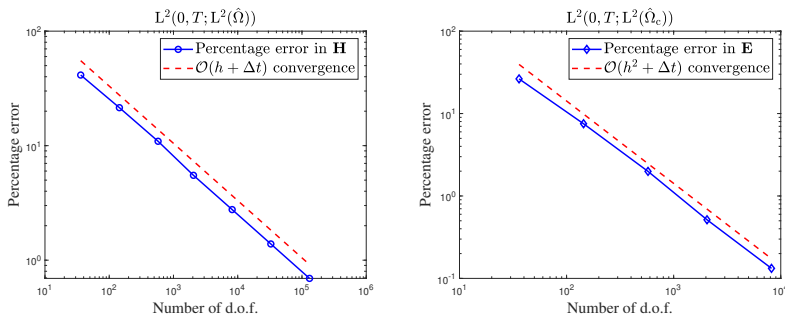 L²(0, T; L²(Ω̂))
Percentage error in H
𝒪(h + Δt) convergence
10²
10¹
10⁰
Percentage error
10¹ 10² 10³ 10⁴ 10⁵ 10⁶
Number of d.o.f.
L²(0, T; L²(Ω̂c))
Percentage error in E
𝒪(h² + Δt) convergence
10²
10¹
10⁰
10⁻¹
Percentage error
10¹ 10² 10³ 10⁴
Number of d.o.f.